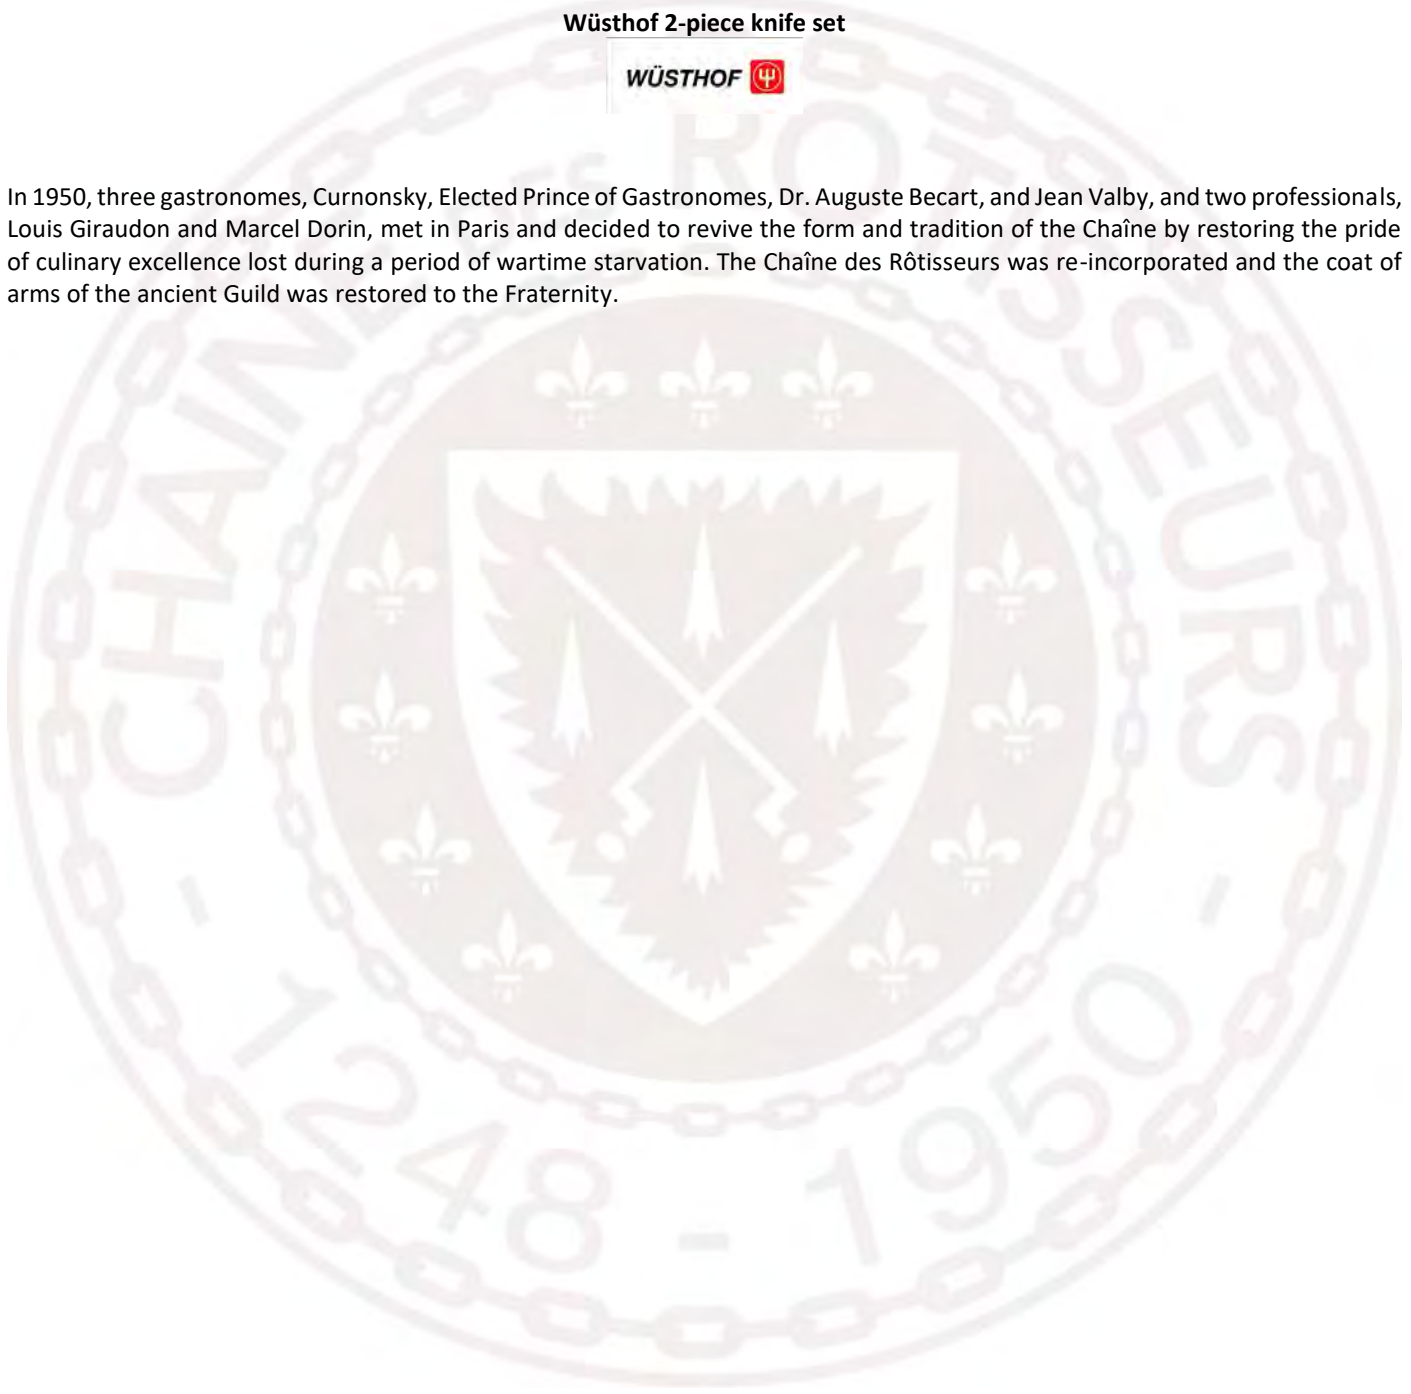 Wüsthof 2-piece knife set
WÜSTHOF
In 1950, three gastronomes, Curnonsky, Elected Prince of Gastronomes, Dr. Auguste Becart, and Jean Valby, and two professionals,
Louis Giraudon and Marcel Dorin, met in Paris and decided to revive the form and tradition of the Chaîne by restoring the pride
of culinary excellence lost during a period of wartime starvation. The Chaîne des Rôtisseurs was re-incorporated and the coat of
arms of the ancient Guild was restored to the Fraternity.
CHAINE DES ROTISSEURS
- 1248 - 1950 -